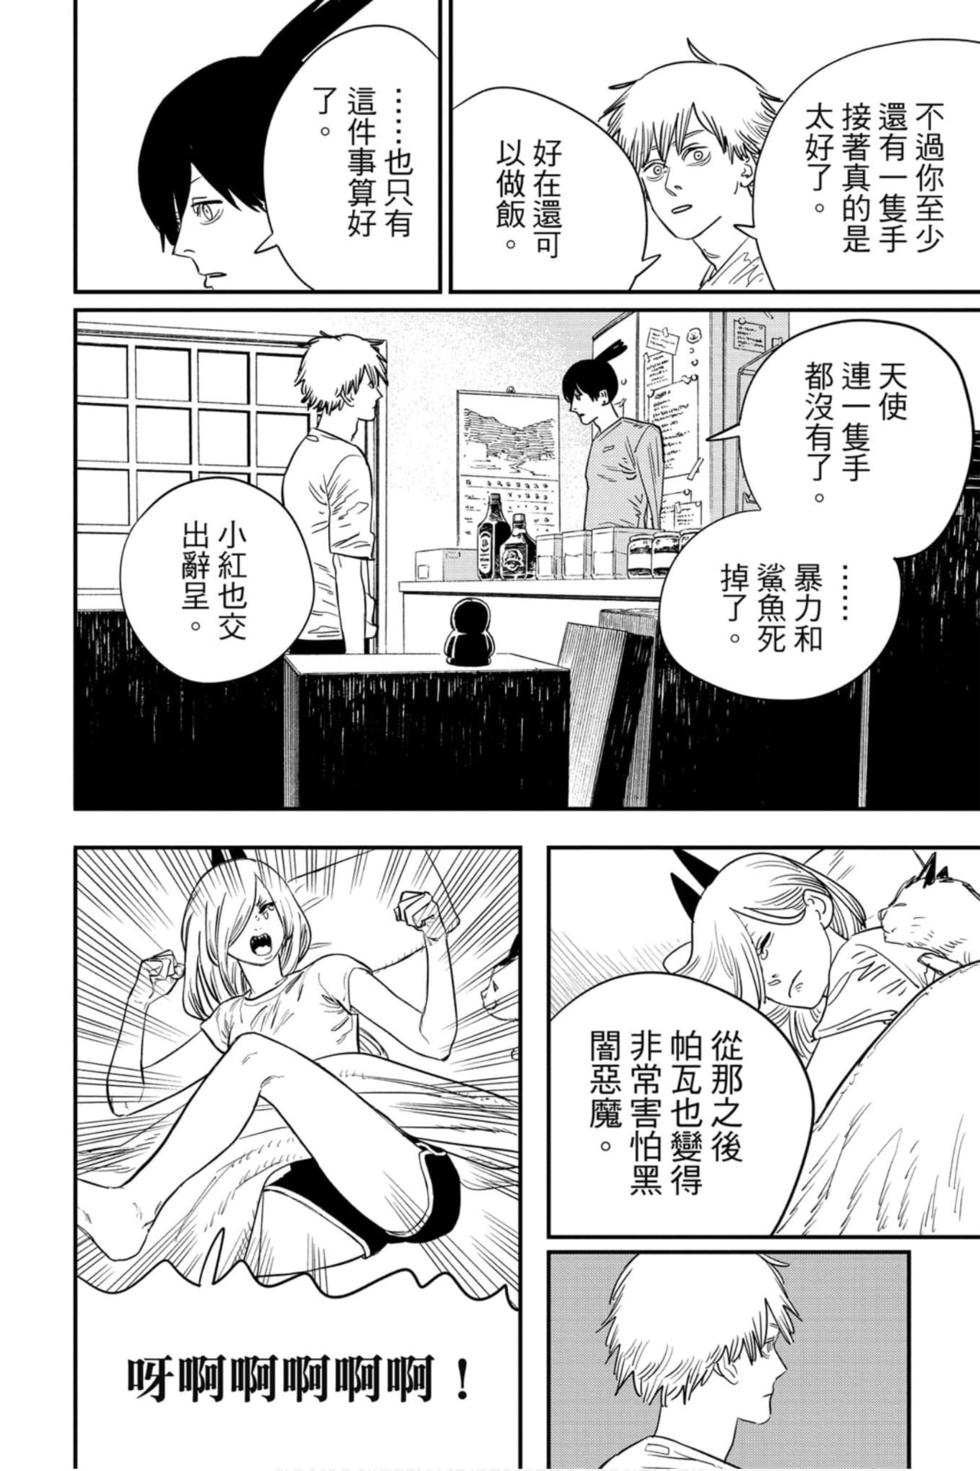 不過你至少
還有一隻手
接著真的是
太好了。
好在還可
以做飯。
……也只有
這件事算好
了。
天使
連一隻手
都沒有了。
……
暴力和
鯊魚死
掉了。
小紅也交
出辭呈。
從那之後
帕瓦也變得
非常害怕黑
闇惡魔。
呀啊啊啊啊啊！